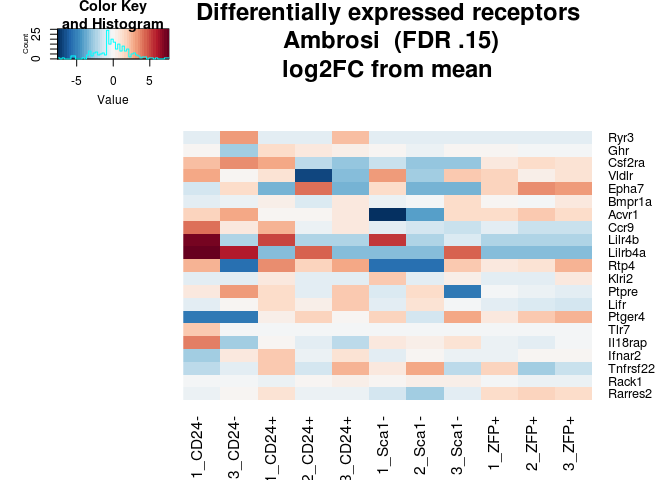 Color Key
and Histogram
Count
0
25
-5
0
5
Value
Differentially expressed receptors
Ambrosi (FDR .15)
log2FC from mean
Ryr3
Ghr
Csf2ra
Vldlr
Epha7
Bmpr1a
Acvr1
Ccr9
Lilr4b
Lilrb4a
Rtp4
Klri2
Ptpre
Lifr
Ptger4
Tlr7
Il18rap
Ifnar2
Tnfrsf22
Rack1
Rarres2
1_CD24-
3_CD24-
1_CD24+
2_CD24+
3_CD24+
1_Sca1-
2_Sca1-
3_Sca1-
1_ZFP+
2_ZFP+
3_ZFP+